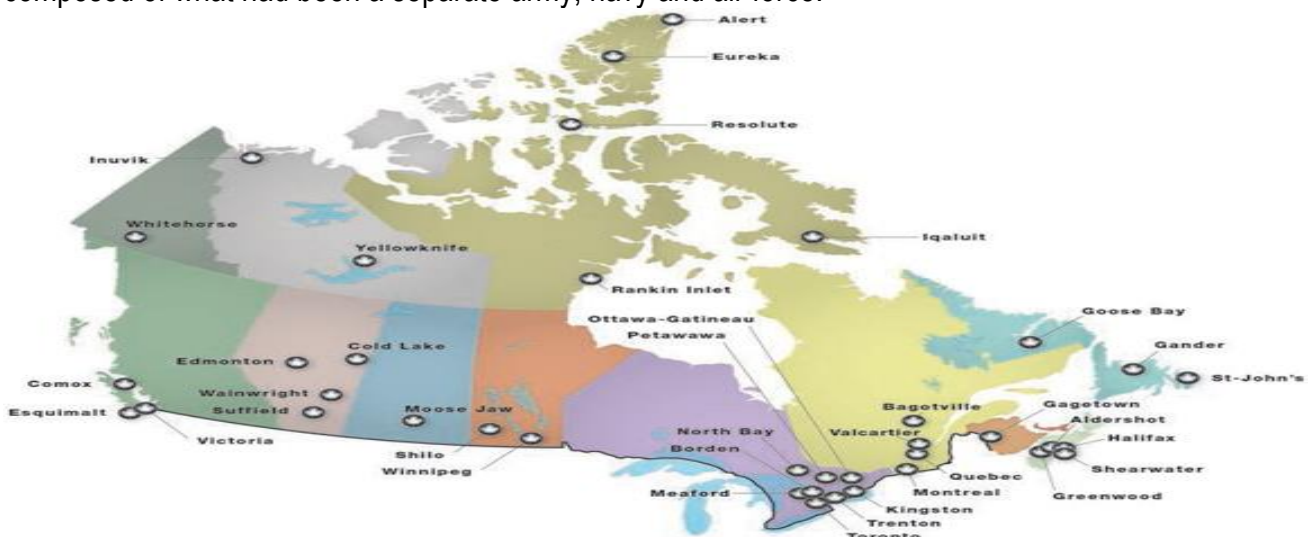 composed of what had been a separate army, navy and air force.
Alert
Eureka
Resolute
Inuvik
Whitehorse
Yellowknife
Iqaluit
Rankin Inlet
Ottawa-Gatineau
Petawawa
Goose Bay
Gander
St-John's
Edmonton
Cold Lake
Comox
Wainwright
Esquimalt
Suffield
Moose Jaw
Victoria
Shilo
Winnipeg
Bagotville
Gagetown
Aldershot
North Bay
Valcartier
Halifax
Borden
Shearwater
Quebec
Meaford
Montreal
Greenwood
Kingston
Trenton
Toronto